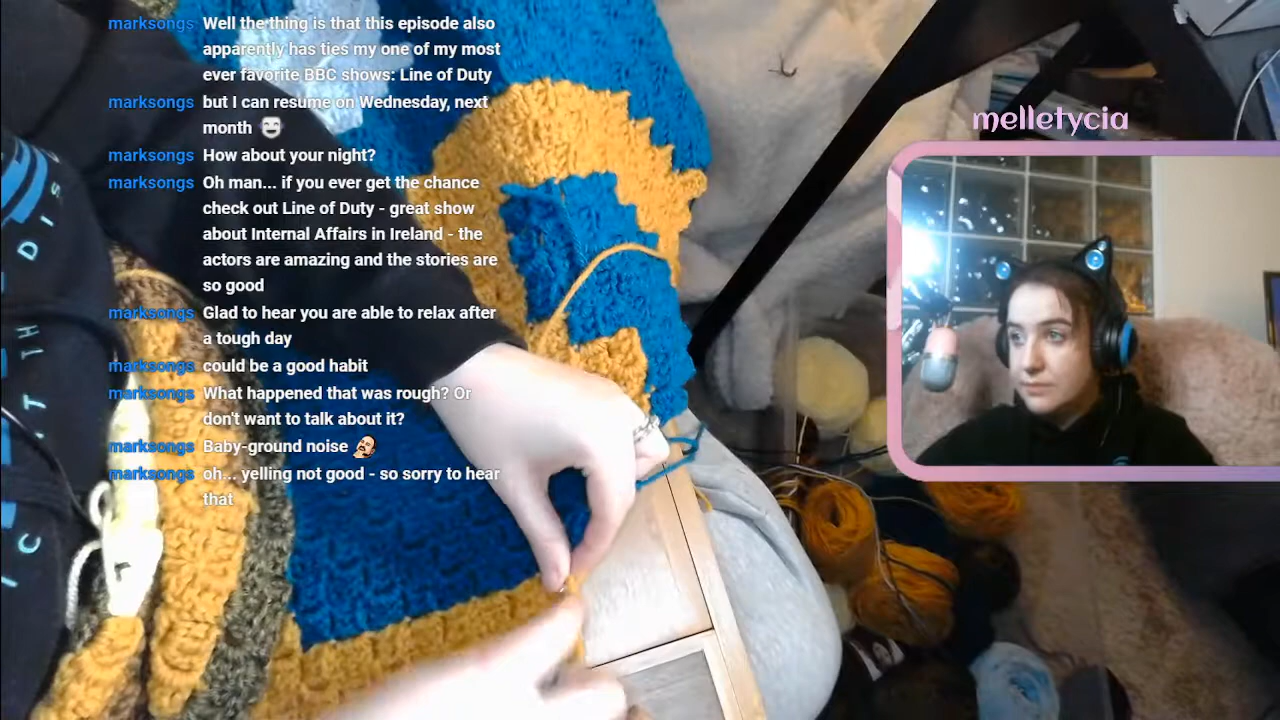 marksongs Well the thing is that this episode also
apparently has ties my one of my most
ever favorite BBC shows: Line of Duty
marksongs but I can resume on Wednesday, next
month
marksongs How about your night?
marksongs Oh man... if you ever get the chance
check out Line of Duty - great show
about Internal Affairs in Ireland - the
actors are amazing and the stories are
so good
marksongs Glad to hear you are able to relax after
a tough day
marksongs could be a good habit
marksongs What happened that was rough? Or
don't want to talk about it?
marksongs Baby-ground noise
marksongs oh... yelling not good - so sorry to hear
that
melletycia